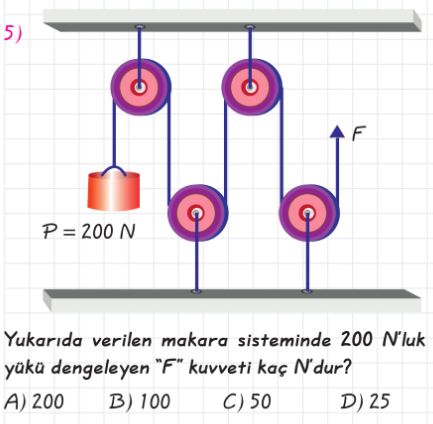 5)
F
P = 200 N
Yukarıda verilen makara sisteminde 200 N'luk
yükü dengeleyen "F" kuvveti kaç N'dur?
A) 200 B) 100 C) 50 D) 25